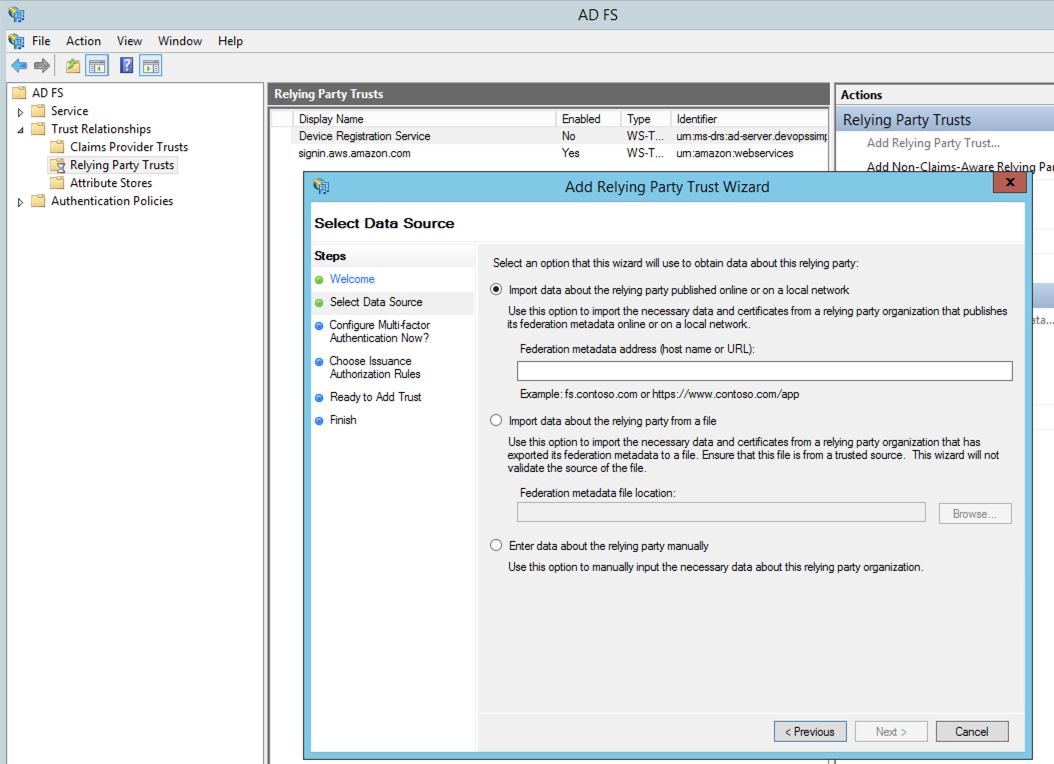 AD FS
File Action View Window Help
AD FS
Service
Trust Relationships
Claims Provider Trusts
Relying Party Trusts
Attribute Stores
Authentication Policies
Relying Party Trusts
Display Name Enabled Type Identifier
Device Registration Service No WS-T... urn:ms-drs:ad-server.devopssimp
signin.aws.amazon.com Yes WS-T... urn:amazon:webservices
Actions
Relying Party Trusts
Add Relying Party Trust...
Add Non-Claims-Aware Relying Par
ata...
Add Relying Party Trust Wizard
X
Select Data Source
Steps
Welcome
Select Data Source
Configure Multi-factor
Authentication Now?
Choose Issuance
Authorization Rules
Ready to Add Trust
Finish
Select an option that this wizard will use to obtain data about this relying party:
Import data about the relying party published online or on a local network
Use this option to import the necessary data and certificates from a relying party organization that publishes
its federation metadata online or on a local network.
Federation metadata address (host name or URL):
Example: fs.contoso.com or https://www.contoso.com/app
Import data about the relying party from a file
Use this option to import the necessary data and certificates from a relying party organization that has
exported its federation metadata to a file. Ensure that this file is from a trusted source. This wizard will not
validate the source of the file.
Federation metadata file location:
Browse...
Enter data about the relying party manually
Use this option to manually input the necessary data about this relying party organization.
< Previous Next > Cancel